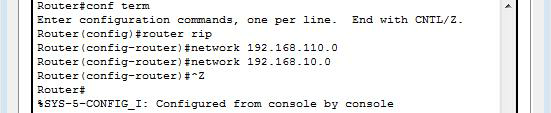 Router#conf term
Enter configuration commands, one per line.  End with CNTL/Z.
Router(config)#router rip
Router(config-router)#network 192.168.110.0
Router(config-router)#network 192.168.10.0
Router(config-router)#^Z
Router#
%SYS-5-CONFIG_I: Configured from console by console